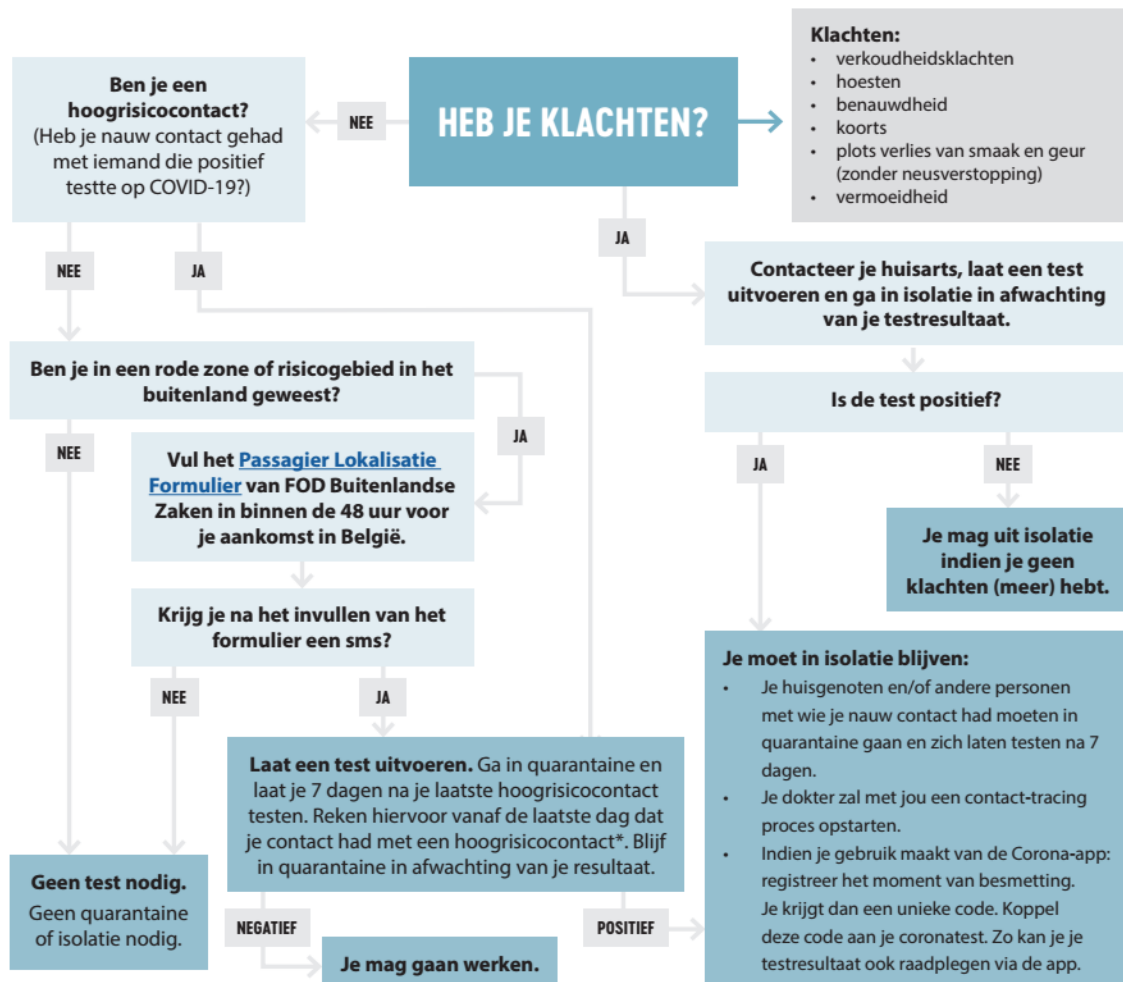 HEB JE KLACHTEN?
Klachten:
• verkoudheidsklachten
• hoesten
• benauwdheid
• koorts
• plots verlies van smaak en geur
(zonder neusverstopping)
• vermoeidheid
NEE
Ben je een
hoogrisicocontact?
(Heb je nauw contact gehad
met iemand die positief
testte op COVID-19?)
NEE
JA
Ben je in een rode zone of risicogebied in het
buitenland geweest?
NEE
JA
Vul het Passagier Lokalisatie
Formulier van FOD Buitenlandse
Zaken in binnen de 48 uur voor
je aankomst in België.
Krijg je na het invullen van het
formulier een sms?
NEE
JA
Geen test nodig.
Geen quarantaine
of isolatie nodig.
Laat een test uitvoeren. Ga in quarantaine en
laat je 7 dagen na je laatste hoogrisicocontact
testen. Reken hiervoor vanaf de laatste dag dat
je contact had met een hoogrisicocontact*. Blijf
in quarantaine in afwachting van je resultaat.
NEGATIEF
POSITIEF
Je mag gaan werken.
JA
Contacteer je huisarts, laat een test
uitvoeren en ga in isolatie in afwachting
van je testresultaat.
Is de test positief?
JA
NEE
Je mag uit isolatie
indien je geen
klachten (meer) hebt.
Je moet in isolatie blijven:
• Je huisgenoten en/of andere personen
met wie je nauw contact had moeten in
quarantaine gaan en zich laten testen na 7
dagen.
• Je dokter zal met jou een contact-tracing
proces opstarten.
• Indien je gebruik maakt van de Corona-app:
registreer het moment van besmetting.
Je krijgt dan een unieke code. Koppel
deze code aan je coronatest. Zo kan je je
testresultaat ook raadplegen via de app.